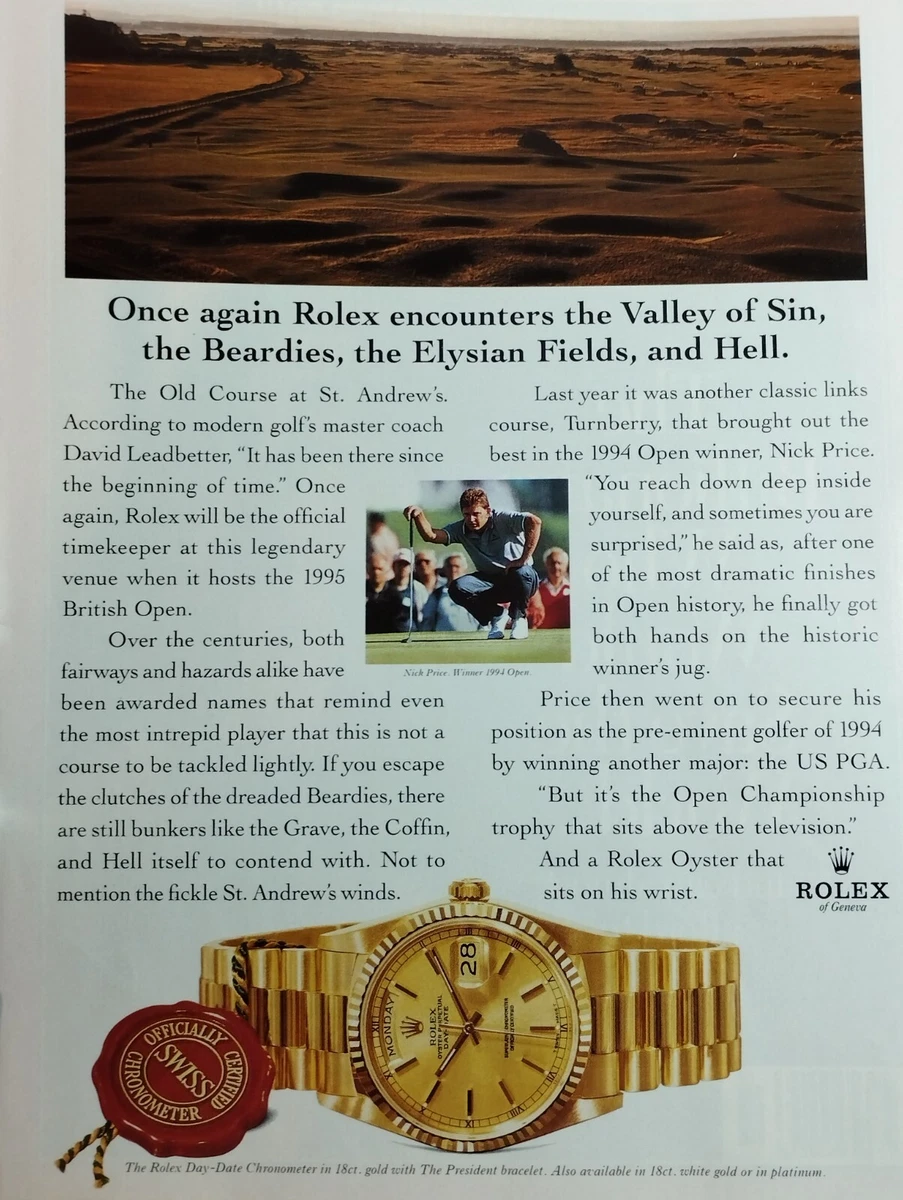 Once again Rolex encounters the Valley of Sin,
the Beardies, the Elysian Fields, and Hell.
The Old Course at St. Andrew's.
According to modern golf's master coach
David Leadbetter, "It has been there since
the beginning of time." Once
again, Rolex will be the official
timekeeper at this legendary
venue when it hosts the 1995
British Open.
Over the centuries, both
fairways and hazards alike have
been awarded names that remind even
the most intrepid player that this is not a
course to be tackled lightly. If you escape
the clutches of the dreaded Beardies, there
are still bunkers like the Grave, the Coffin,
and Hell itself to contend with. Not to
mention the fickle St. Andrew's winds.
Last year it was another classic links
course, Turnberry, that brought out the
best in the 1994 Open winner, Nick Price.
"You reach down deep inside
yourself, and sometimes you are
surprised," he said as, after one
of the most dramatic finishes
in Open history, he finally got
both hands on the historic
winner's jug.
Price then went on to secure his
position as the pre-eminent golfer of 1994
by winning another major: the US PGA.
"But it's the Open Championship
trophy that sits above the television."
And a Rolex Oyster that
sits on his wrist.
Nick Price. Winner 1994 Open.
ROLEX
of Geneva
MONDAY
28
ROLEX
OYSTER PERPETUAL
DAY-DATE
OFFICIALLY CERTIFIED
SWISS
CHRONOMETER
The Rolex Day-Date Chronometer in 18ct. gold with The President bracelet. Also available in 18ct. white gold or in platinum.